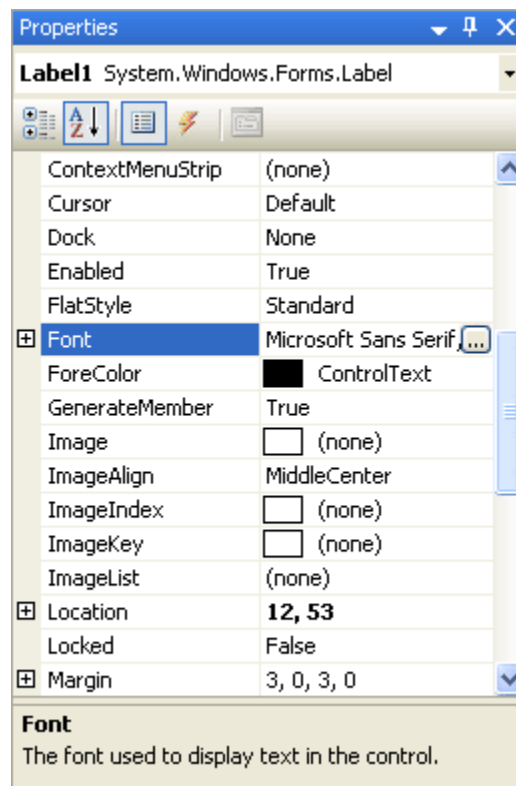 Properties
Label1 System.Windows.Forms.Label
ContextMenuStrip (none)
Cursor Default
Dock None
Enabled True
FlatStyle Standard
Font Microsoft Sans Serif, ...
ForeColor ControlText
GenerateMember True
Image (none)
ImageAlign MiddleCenter
ImageIndex (none)
ImageKey (none)
ImageList (none)
Location 12, 53
Locked False
Margin 3, 0, 3, 0
Font
The font used to display text in the control.